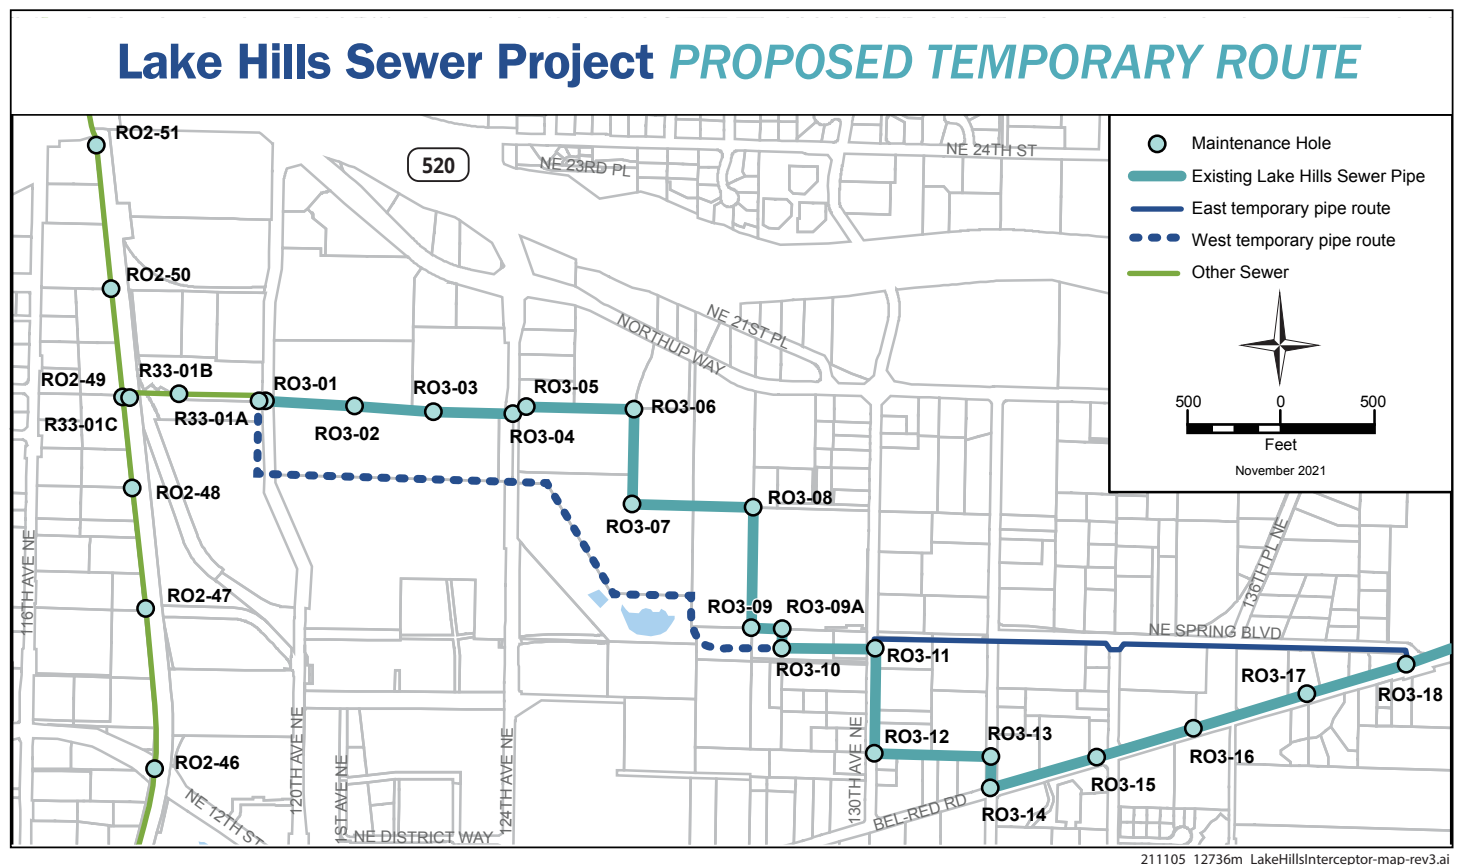 Lake Hills Sewer Project PROPOSED TEMPORARY ROUTE
RO2-51
520
NE 23RD PL
NE 24TH ST
Maintenance Hole
Existing Lake Hills Sewer Pipe
East temporary pipe route
West temporary pipe route
Other Sewer
500 0 500
Feet
November 2021
RO2-50
NE 21ST PL
NORTHUP WAY
RO2-49
R33-01B
R33-01C
R33-01A
RO3-01
RO3-02
RO3-03
RO3-04
RO3-05
RO3-06
RO2-48
RO3-07
RO3-08
116TH AVE NE
136TH PL NE
RO2-47
RO3-09
RO3-09A
NE SPRING BLVD
RO3-10
RO3-11
RO3-17
RO3-18
RO3-12
RO3-13
RO3-16
RO2-46
RO3-15
RO3-14
120TH AVE NE
1ST AVE NE
124TH AVE NE
130TH AVE NE
NE 12TH ST
NE DISTRICT WAY
BEL-RED RD
211105_12736m_LakeHillsInterceptor-map-rev3.ai